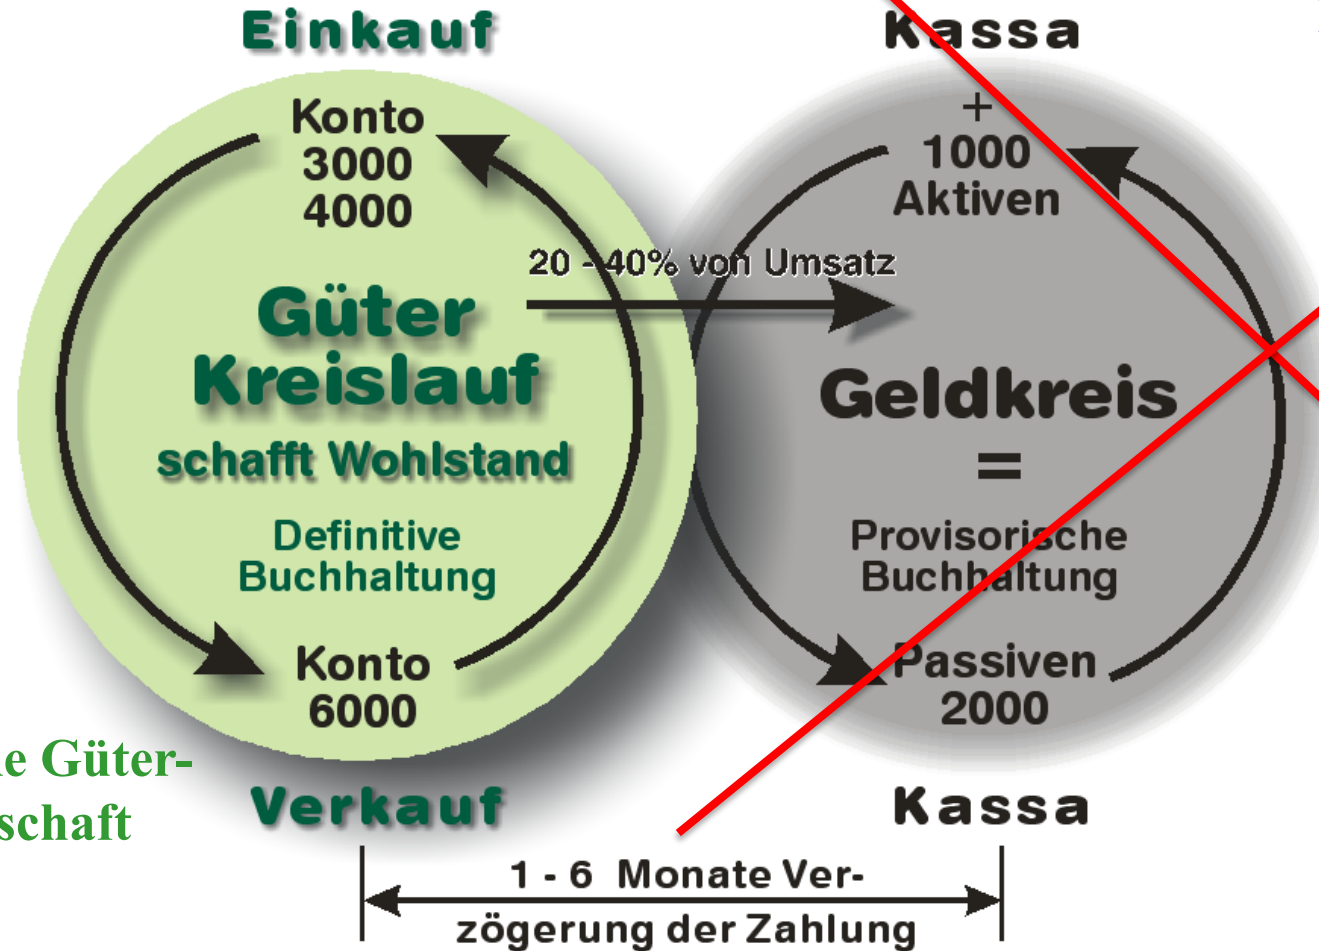 Einkauf
Konto
3000
4000
Güter
Kreislauf
schafft Wohlstand
Definitive
Buchhaltung
Konto
6000
Verkauf
20 - 40% von Umsatz
Kassa
+
1000
Aktiven
Geldkreis
=
Provisorische
Buchhaltung
Passiven
2000
Kassa
Güter-
1 - 6 Monate Ver-
zögerung der Zahlung